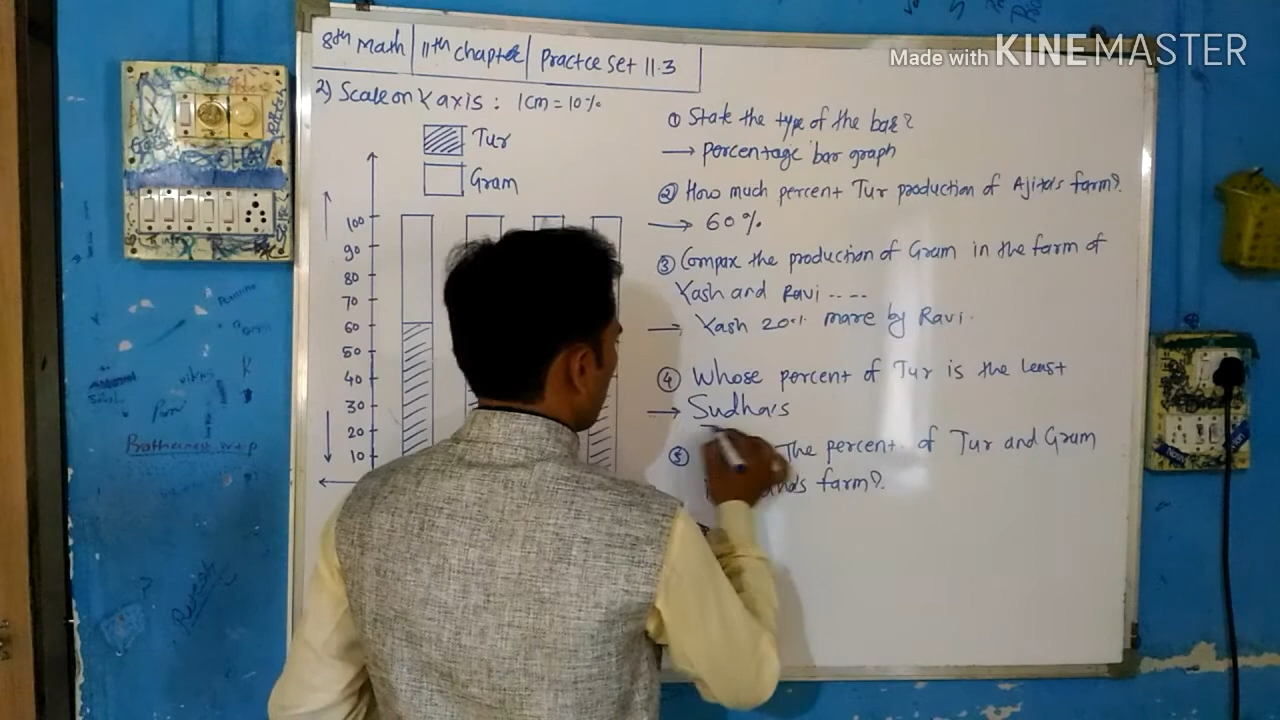 Made with KINEMASTER
8th Math | 11th chapter | Practce set 11.3
2) Scale on Y axis : 1cm = 10%
Tur
Gram
100
90
80
70
60
50
40
30
20
10
① State the type of the bar?
→ percentage bar graph
② How much percent Tur production of Ajita's farm?
→ 60%
③ Compar the production of Gram in the farm of
Yash and Ravi ....
→ Yash 20% more by Ravi.
④ Whose percent of Tur is the least
→ Sudha's
⑤ The percent of Tur and Gram
farm?